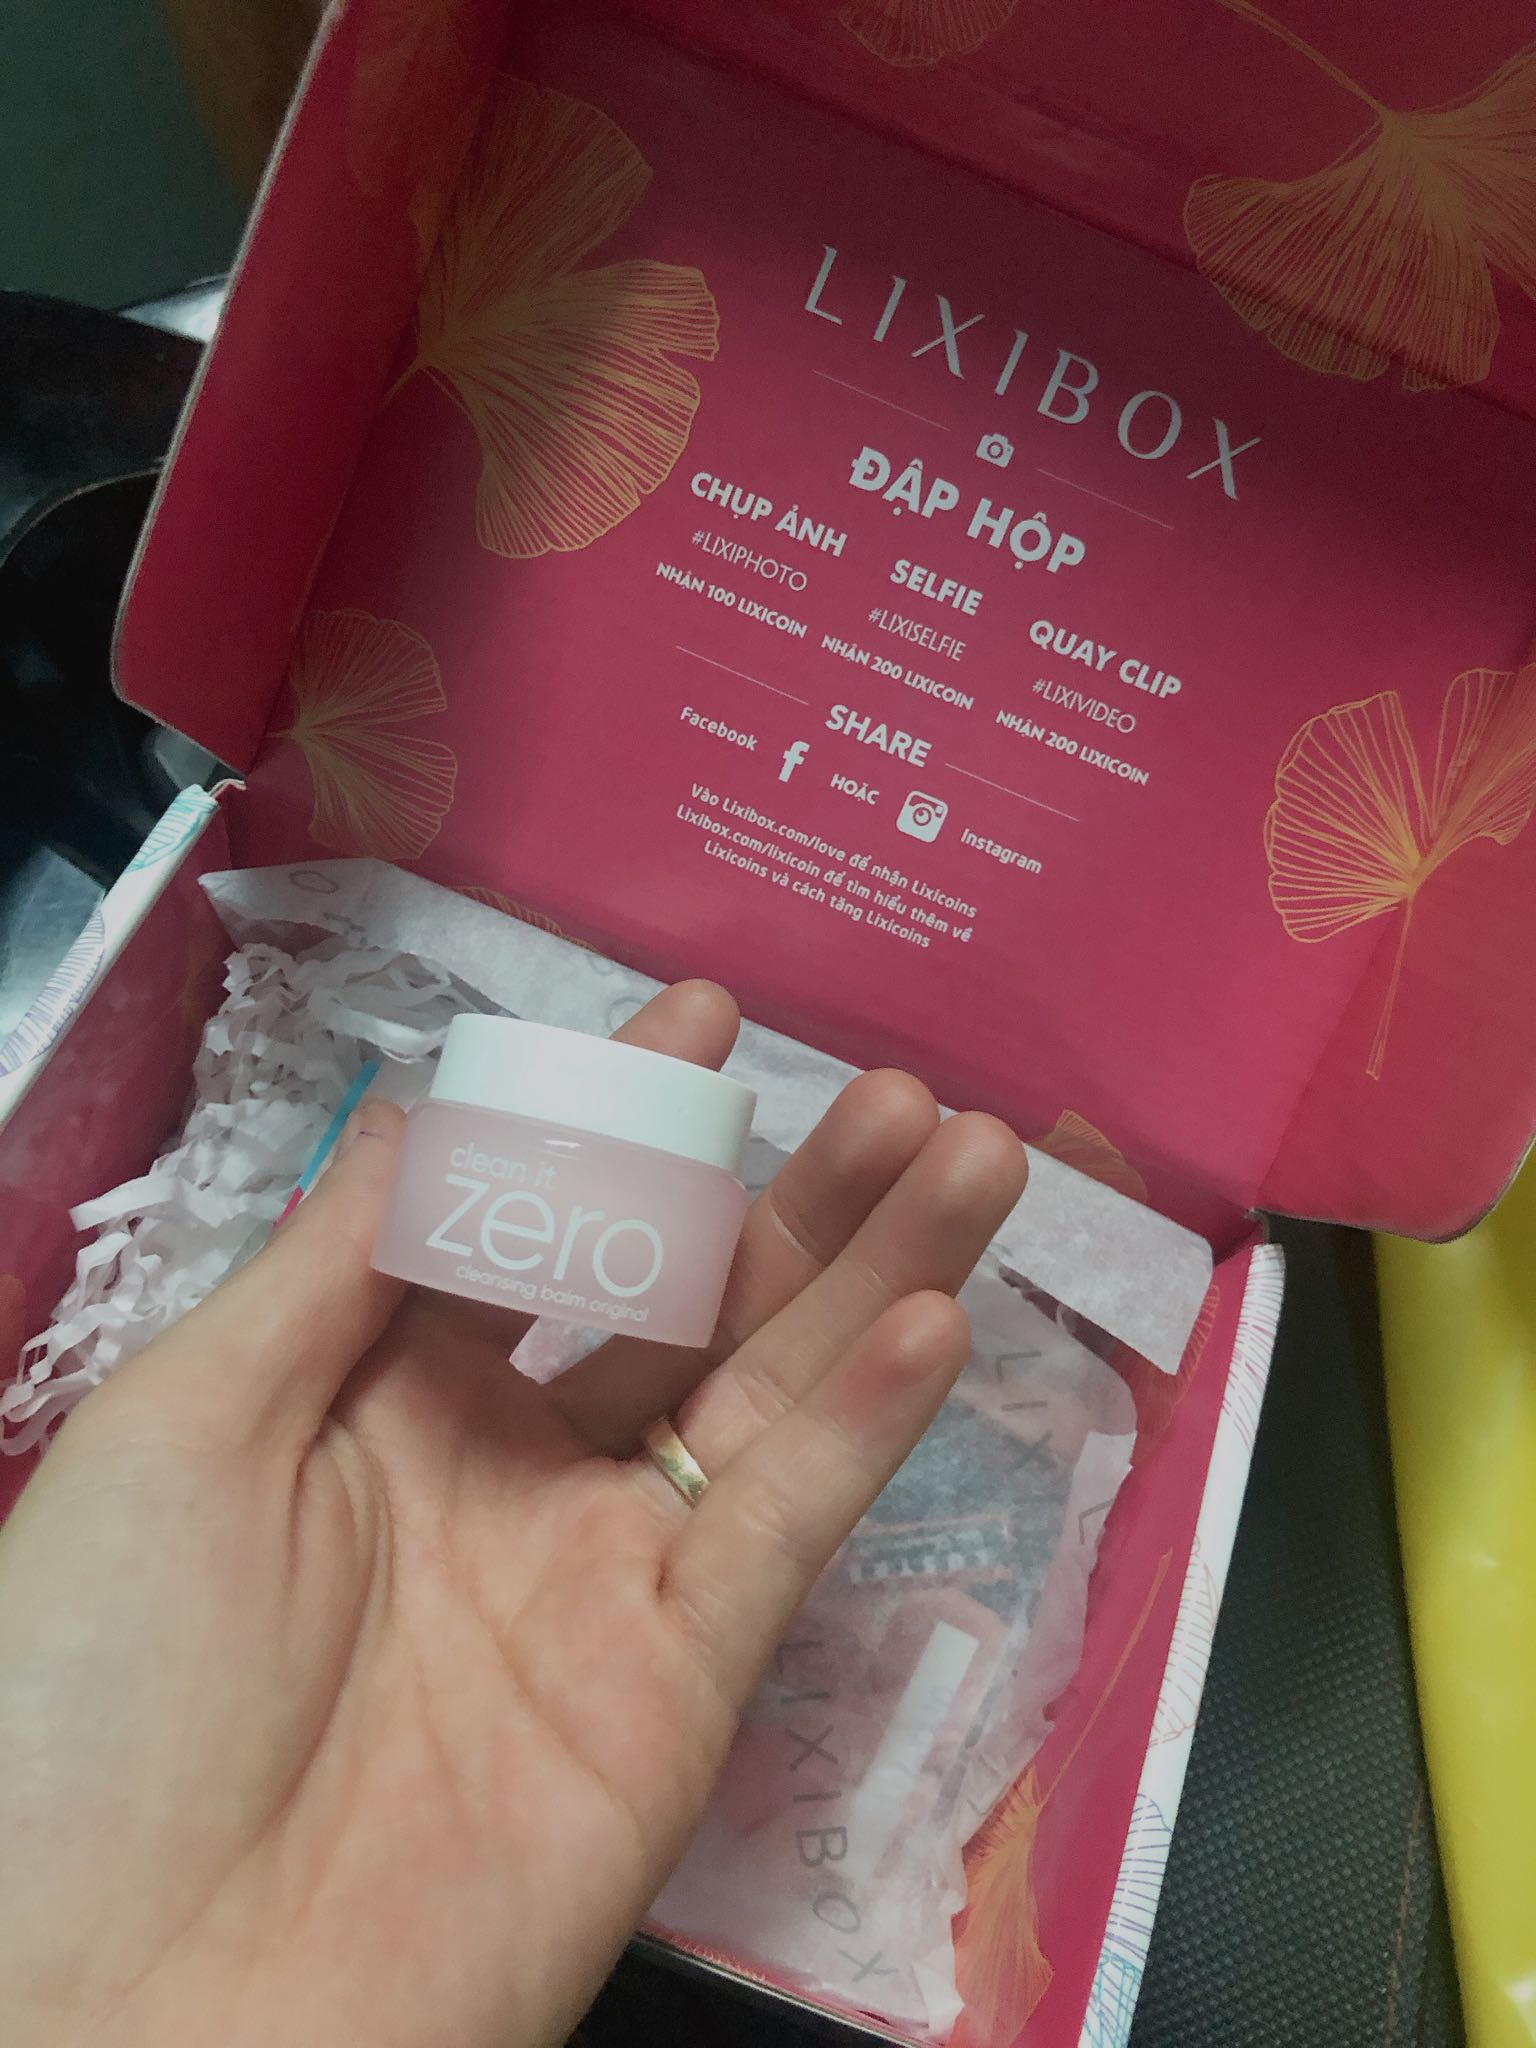 LIXIBOX
ĐẬP HỘP
CHỤP ẢNH
#LIXIPHOTO
NHẬN 100 LIXICOIN
SELFIE
#LIXISELFIE
NHẬN 200 LIXICOIN
QUAY CLIP
#LIXIVIDEO
NHẬN 200 LIXICOIN
SHARE
Facebook HOẶC Instagram
Vào Lixibox.com/love để nhận Lixicoins
Lixibox.com/lixicoin để tìm hiểu thêm về
Lixicoins và cách tăng Lixicoins
clean it
zero
cleansing balm original
LIXI
LIXIBOX